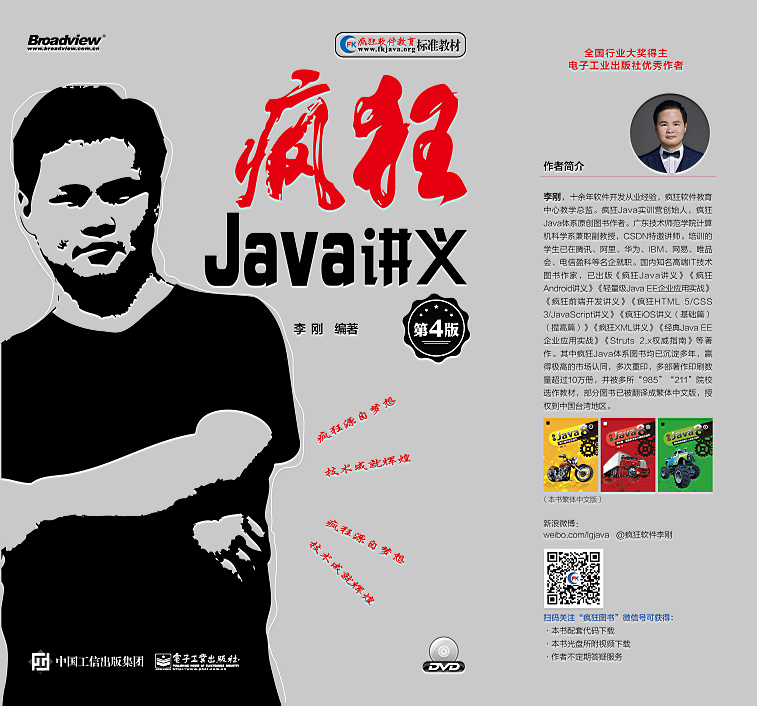 Broadview®
www.broadview.com.cn
FK 疯狂软件教育 标准教材
www.fkjava.org
疯狂
Java讲义
李 刚 编著
第4版
疯狂源自梦想
技术成就辉煌
疯狂源自梦想
技术成就辉煌
中国工信出版集团
电子工业出版社
PUBLISHING HOUSE OF ELECTRONICS INDUSTRY
DVD
全国行业大奖得主
电子工业出版社优秀作者
作者简介
李刚，十余年软件开发从业经验，疯狂软件教育
中心教学总监。疯狂Java实训营创始人，疯狂
Java体系原创图书作者。广东技术师范学院计算
机科学系兼职副教授，CSDN特邀讲师。培训的
学生已在腾讯、阿里、华为、IBM、网易、唯品
会、电信盈科等名企就职。国内知名高端IT技术
图书作家，已出版《疯狂Java讲义》《疯狂
Android讲义》《轻量级Java EE企业应用实战》
《疯狂前端开发讲义》《疯狂HTML 5/CSS
3/JavaScript讲义》《疯狂iOS讲义（基础篇）
（提高篇）》《疯狂XML讲义》《经典Java EE
企业应用实战》《Struts 2.x权威指南》等著
作。其中疯狂Java体系图书均已沉淀多年，赢
得极高的市场认同，多次重印，多部著作印刷数
量超过10万册，并被多所“985”“211”院校
选作教材，部分图书已被翻译成繁体中文版，授
权到中国台湾地区。
Java 8
Java 8
Java 8
（本书繁体中文版）
新浪微博：
weibo.com/lgjava @疯狂软件李刚
FK
扫码关注“疯狂图书”微信号可获得：
·本书配套代码下载
·本书光盘所附视频下载
·作者不定期答疑服务